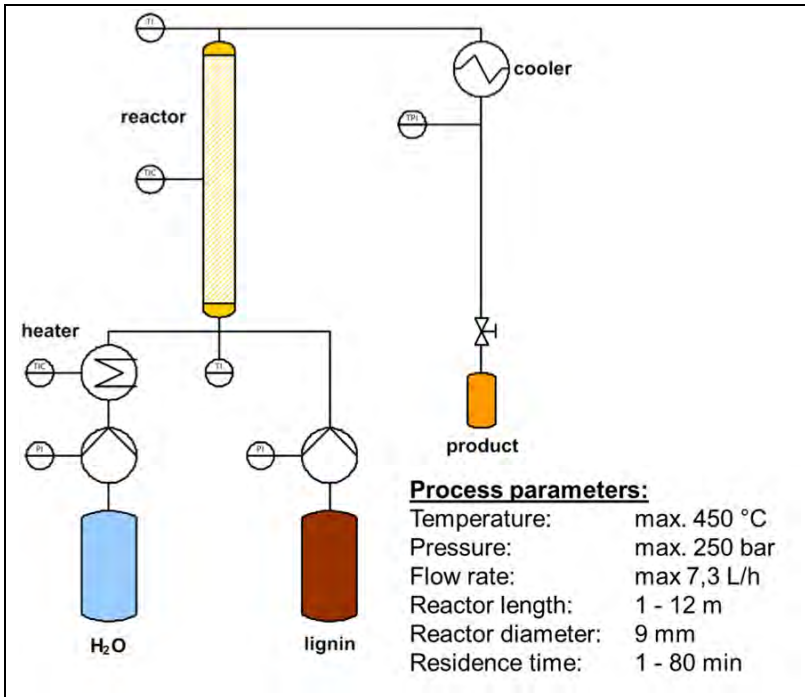 TI
cooler
reactor
TPI
TIC
heater
TIC
TI
PI
PI
product
Process parameters:
Temperature: max. 450 °C
Pressure: max. 250 bar
Flow rate: max 7,3 L/h
Reactor length: 1 - 12 m
Reactor diameter: 9 mm
Residence time: 1 - 80 min
H₂O
lignin